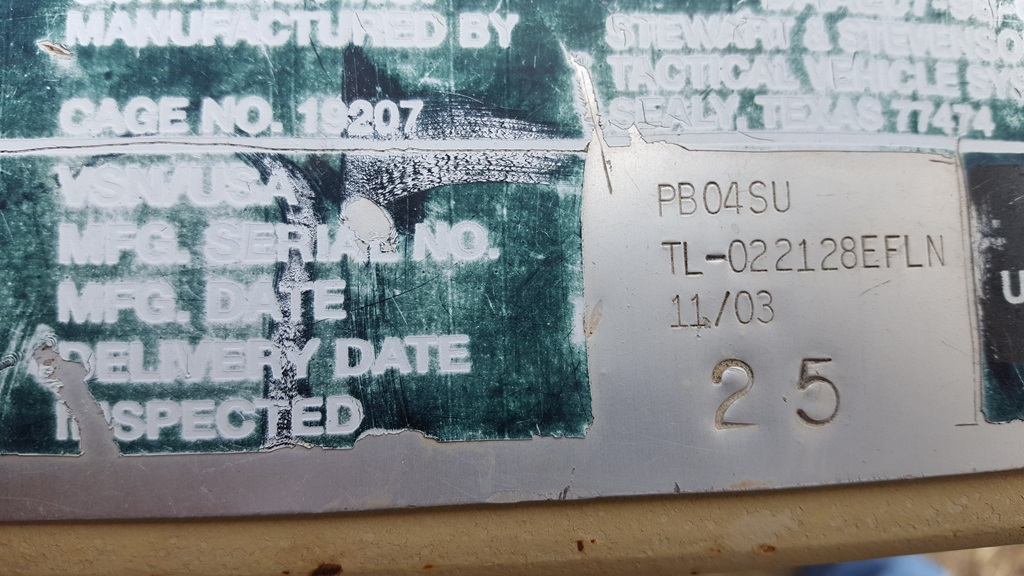 MANUFACTURED BY
STEWART & STEVENSO
TACTICAL VEHICLE SY
SEALY, TEXAS 77474
CAGE NO. 19207
VSN/USA PB04SU
MFG. SERIAL NO. TL-022128EFLN
MFG. DATE 11/03
DELIVERY DATE
INSPECTED 25
U